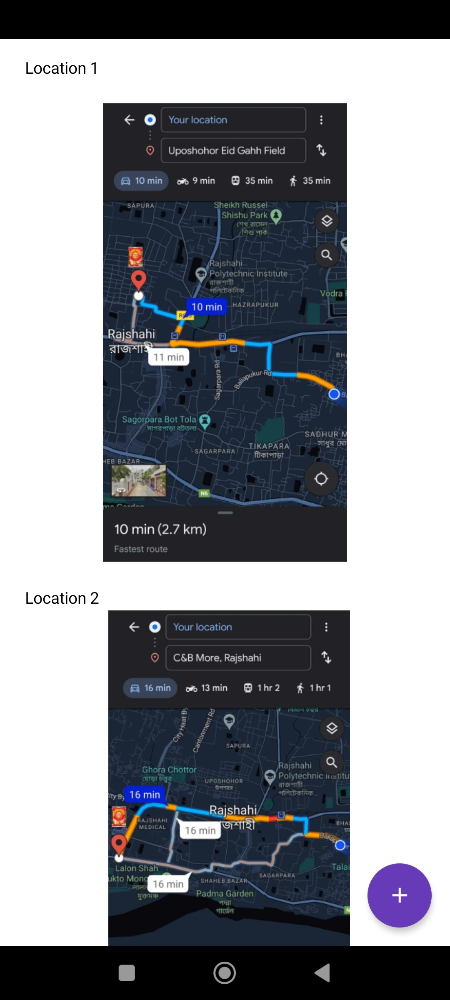 Location 1
Your location
Uposhohor Eid Gahh Field
10 min
9 min
35 min
35 min
SAPURA
Sheikh Russel
Shishu Park
শেখ রাসেল
শিশু পার্ক
Rajshahi
Polytechnic Institute
রাজশাহী
পলিটেকনিক...
Vodra
10 min
HAZRAPUKUR
Rajshahi
রাজশাহী
11 min
BHA
Sagarpara Rd
Baliapukur Rd
Sagorpara Bot Tola
সাগরপাড়া বটতলা
SADHUR M
সাধুর মো
TIKAPARA
টিকাপাড়া
SAGARPARA
HEB BAZAR
N6
10 min (2.7 km)
Fastest route
Location 2
Your location
C&B More, Rajshahi
16 min
13 min
1 hr 2
1 hr 1
City Haat By
Cantonment Rd
SAPURA
Ghora Chottor
ঘোড়া চত্বর
Rajshahi
Polytechnic Institu
রাজশাহী
পলিটেকনিক...
UPOSHOHOR
উপশহর
16 min
ity By
Rajshahi
জশাহী
RAJSHAHI
MEDICAL
16 min
BHA
Lalon Shah
ukto Mon
লালন
মুক্তমঞ্চ
16 min
Talai
SAGARPARA
SHAHEB BAZAR
Padma Garden
পদ্মা
গার্ডেন
N